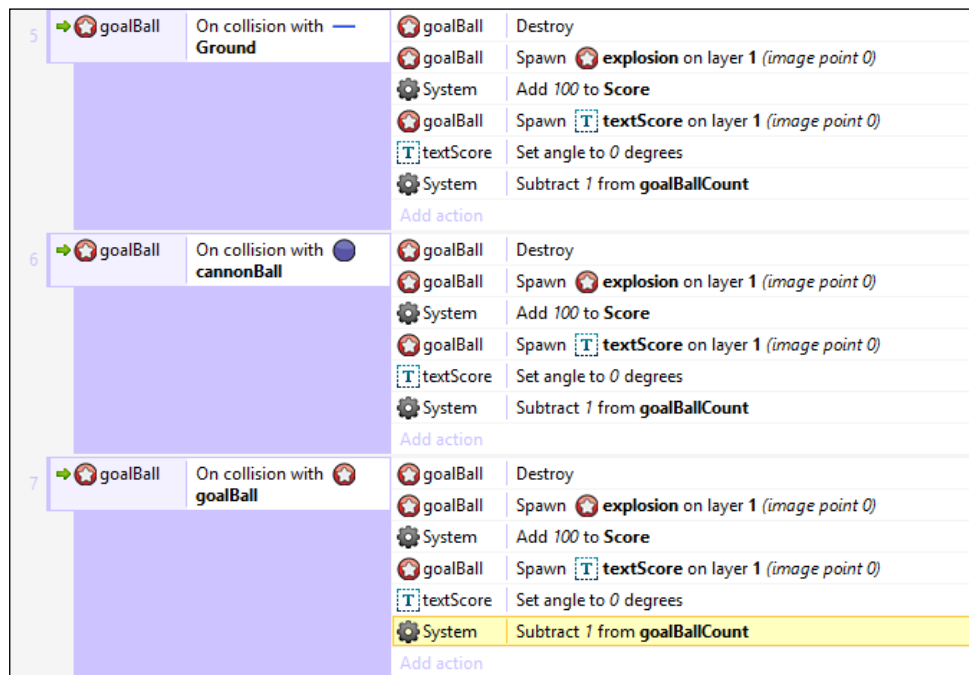 5 goalBall On collision with Ground goalBall Destroy
goalBall Spawn explosion on layer 1 (image point 0)
System Add 100 to Score
goalBall Spawn T textScore on layer 1 (image point 0)
T textScore Set angle to 0 degrees
System Subtract 1 from goalBallCount
Add action
6 goalBall On collision with cannonBall goalBall Destroy
goalBall Spawn explosion on layer 1 (image point 0)
System Add 100 to Score
goalBall Spawn T textScore on layer 1 (image point 0)
T textScore Set angle to 0 degrees
System Subtract 1 from goalBallCount
Add action
7 goalBall On collision with goalBall goalBall Destroy
goalBall Spawn explosion on layer 1 (image point 0)
System Add 100 to Score
goalBall Spawn T textScore on layer 1 (image point 0)
T textScore Set angle to 0 degrees
System Subtract 1 from goalBallCount
Add action